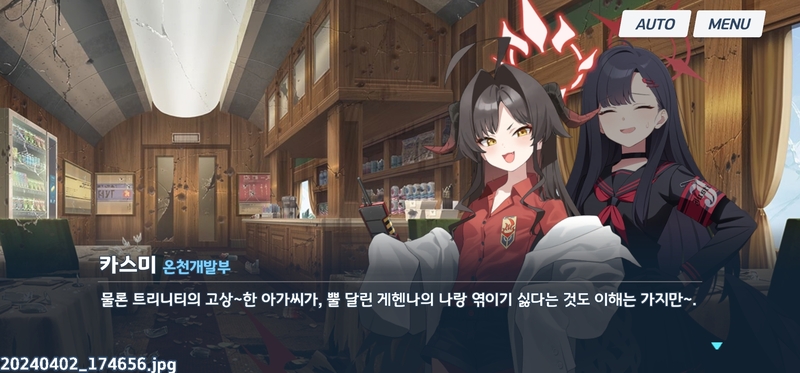 AUTO
MENU
카스미 온천개발부
물론 트리니티의 고상~한 아가씨가, 뿔 달린 게헨나의 나랑 엮이기 싫다는 것도 이해는 가지만~.
20240402_174656.jpg